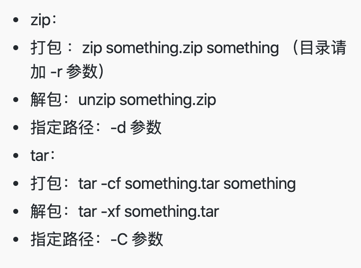 zip：
打包 ：zip something.zip something （目录请
加 -r 参数）
解包：unzip something.zip
指定路径：-d 参数
tar：
打包：tar -cf something.tar something
解包：tar -xf something.tar
指定路径：-C 参数